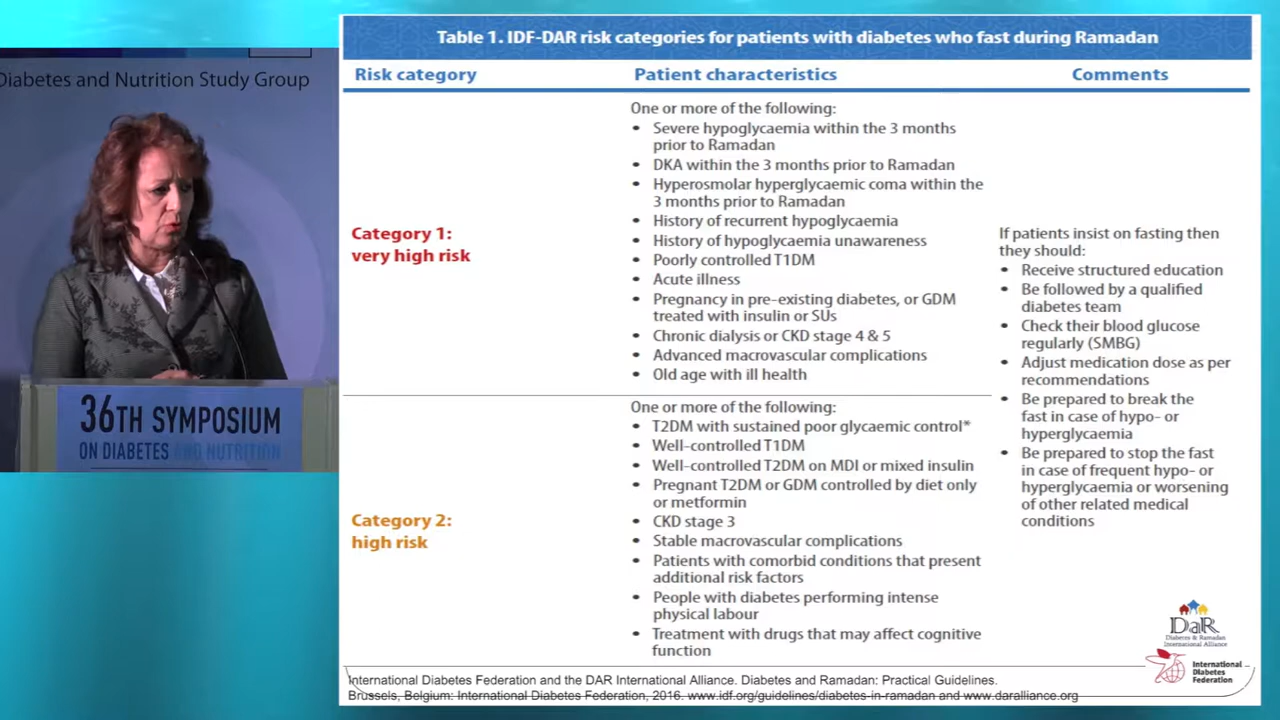 Diabetes and Nutrition Study Group
36TH SYMPOSIUM
ON DIABETES AND NUTRITION
Table 1. IDF-DAR risk categories for patients with diabetes who fast during Ramadan
Risk category
Patient characteristics
Comments
Category 1:
very high risk
One or more of the following:
• Severe hypoglycaemia within the 3 months
prior to Ramadan
• DKA within the 3 months prior to Ramadan
• Hyperosmolar hyperglycaemic coma within the
3 months prior to Ramadan
• History of recurrent hypoglycaemia
• History of hypoglycaemia unawareness
• Poorly controlled T1DM
• Acute illness
• Pregnancy in pre-existing diabetes, or GDM
treated with insulin or SUs
• Chronic dialysis or CKD stage 4 & 5
• Advanced macrovascular complications
• Old age with ill health
Category 2:
high risk
One or more of the following:
• T2DM with sustained poor glycaemic control*
• Well-controlled T1DM
• Well-controlled T2DM on MDI or mixed insulin
• Pregnant T2DM or GDM controlled by diet only
or metformin
• CKD stage 3
• Stable macrovascular complications
• Patients with comorbid conditions that present
additional risk factors
• People with diabetes performing intense
physical labour
• Treatment with drugs that may affect cognitive
function
If patients insist on fasting then
they should:
• Receive structured education
• Be followed by a qualified
diabetes team
• Check their blood glucose
regularly (SMBG)
• Adjust medication dose as per
recommendations
• Be prepared to break the
fast in case of hypo- or
hyperglycaemia
• Be prepared to stop the fast
in case of frequent hypo- or
hyperglycaemia or worsening
of other related medical
conditions
DaR
Diabetes & Ramadan
International Alliance
International
Diabetes
Federation
International Diabetes Federation and the DAR International Alliance. Diabetes and Ramadan: Practical Guidelines.
Brussels, Belgium: International Diabetes Federation, 2016. www.idf.org/guidelines/diabetes-in-ramadan and www.daralliance.org